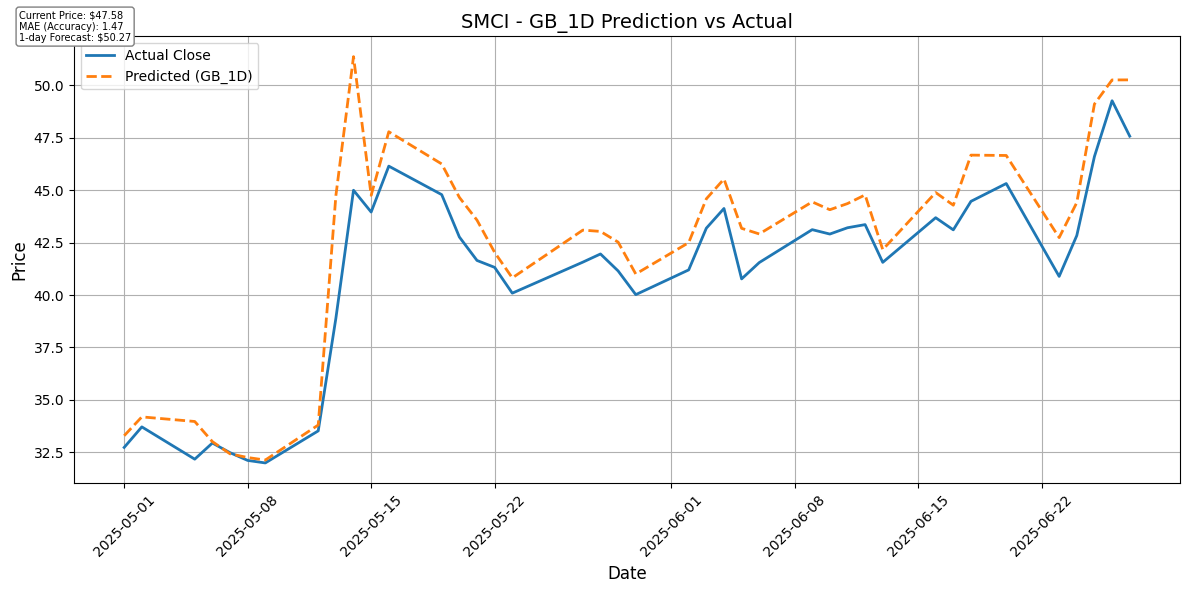 SMCI - GB_1D Prediction vs Actual
Current Price: $47.58
MAE (Accuracy): 1.47
1-day Forecast: $50.27
Actual Close
Predicted (GB_1D)
Price
50.0
47.5
45.0
42.5
40.0
37.5
35.0
32.5
2025-05-01
2025-05-08
2025-05-15
2025-05-22
2025-06-01
2025-06-08
2025-06-15
2025-06-22
Date